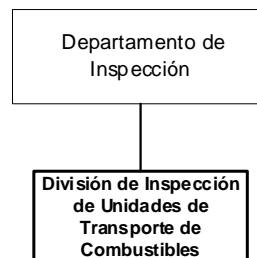 Departamento de
Inspección
División de Inspección
de Unidades de
Transporte de
Combustibles